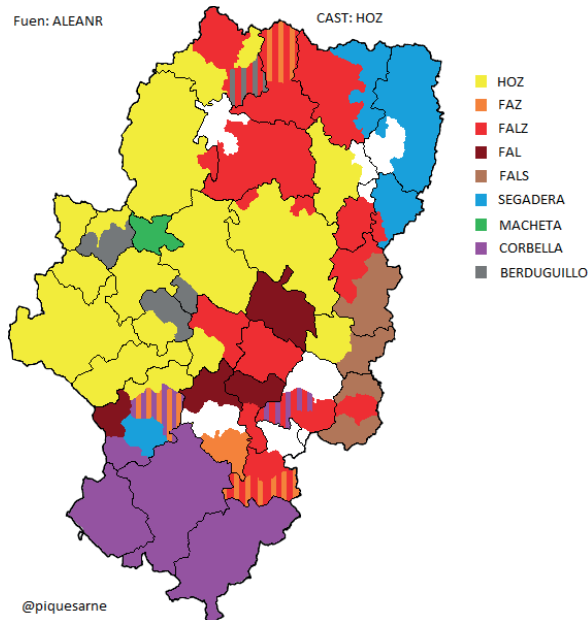 Fuen: ALEANR
CAST: HOZ
HOZ
FAZ
FALZ
FAL
FALS
SEGADERA
MACHETA
CORBELLA
BERDUGUILLO
@piquesarne